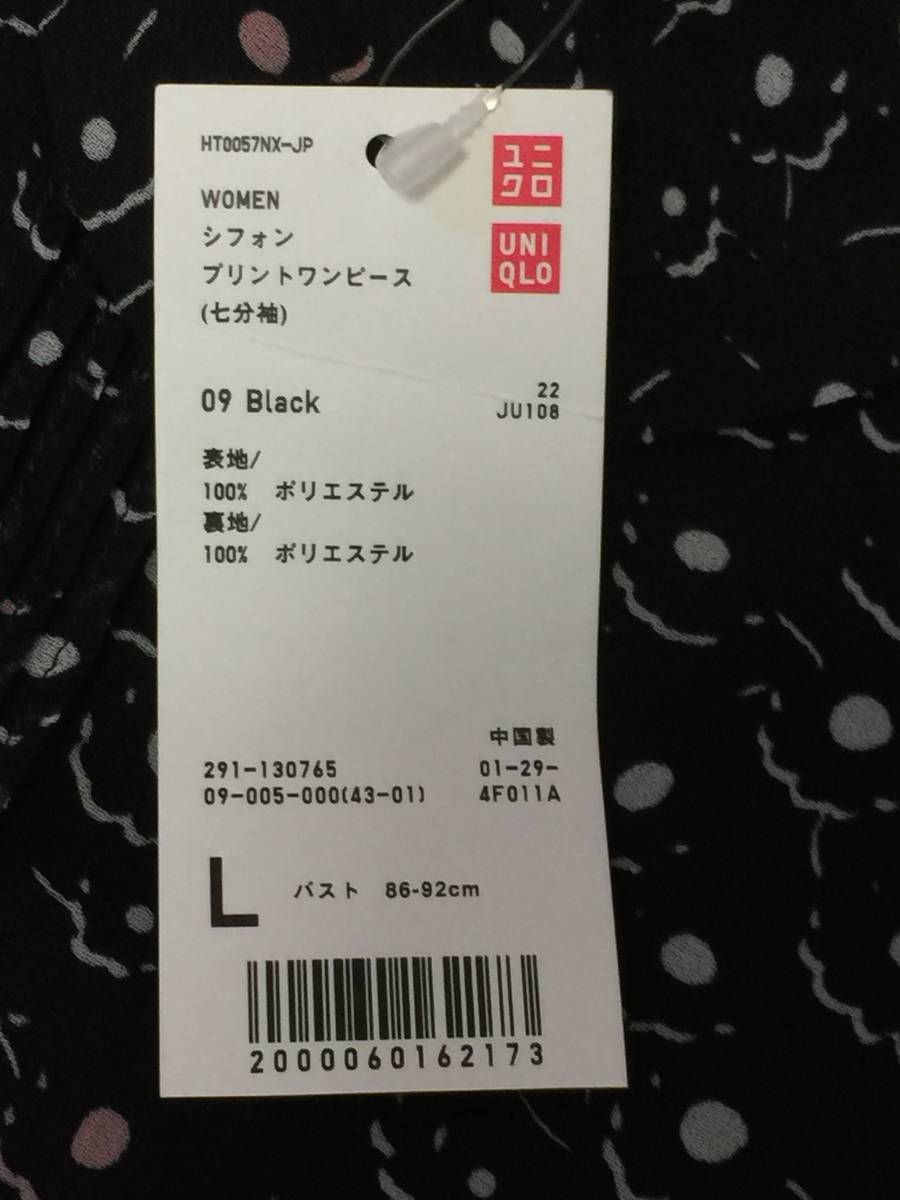 HT0057NX-JP
ユニ
クロ
UNI
QLO
WOMEN
シフォン
プリントワンピース
(七分袖)
09 Black
22
JU108
表地/
100% ポリエステル
裏地/
100% ポリエステル
中国製
291-130765
01-29-
09-005-000(43-01)
4F011A
L
バスト 86-92cm
2000060162173